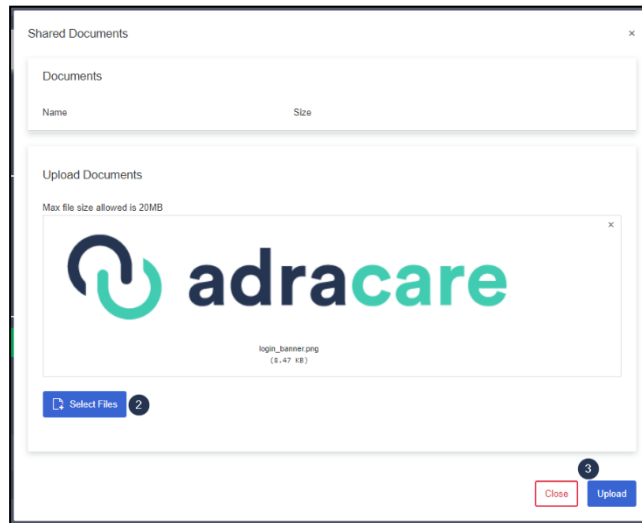 Shared Documents ×
Documents
Name Size
Upload Documents
Max file size allowed is 20MB
×
adracare
login_banner.png
(8.47 KB)
Select Files 2
3
Close Upload